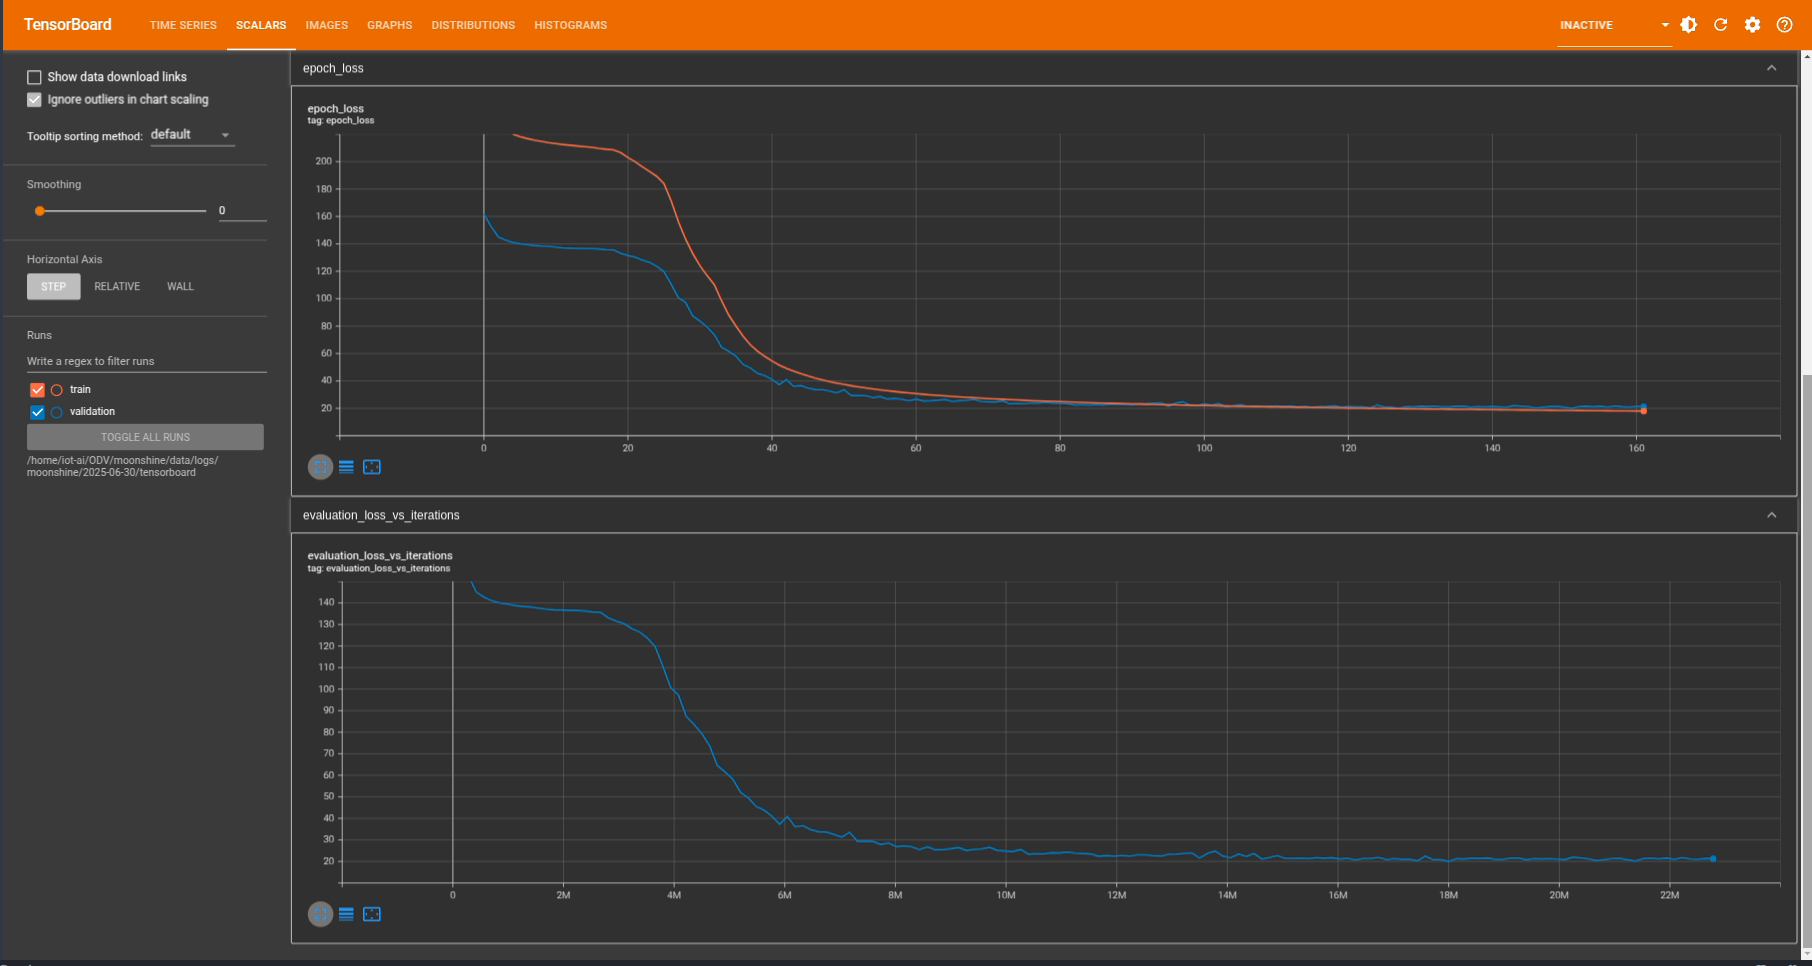 TensorBoard TIME SERIES SCALARS IMAGES GRAPHS DISTRIBUTIONS HISTOGRAMS INACTIVE
Show data download links
Ignore outliers in chart scaling
Tooltip sorting method: default
Smoothing
0
Horizontal Axis
STEP RELATIVE WALL
Runs
Write a regex to filter runs
train
validation
TOGGLE ALL RUNS
/home/iot-ai/ODV/moonshine/data/logs/
moonshine/2025-06-30/tensorboard
epoch_loss
epoch_loss
tag: epoch_loss
200
180
160
140
120
100
80
60
40
20
0 20 40 60 80 100 120 140 160
evaluation_loss_vs_iterations
evaluation_loss_vs_iterations
tag: evaluation_loss_vs_iterations
140
130
120
110
100
90
80
70
60
50
40
30
20
0 2M 4M 6M 8M 10M 12M 14M 16M 18M 20M 22M